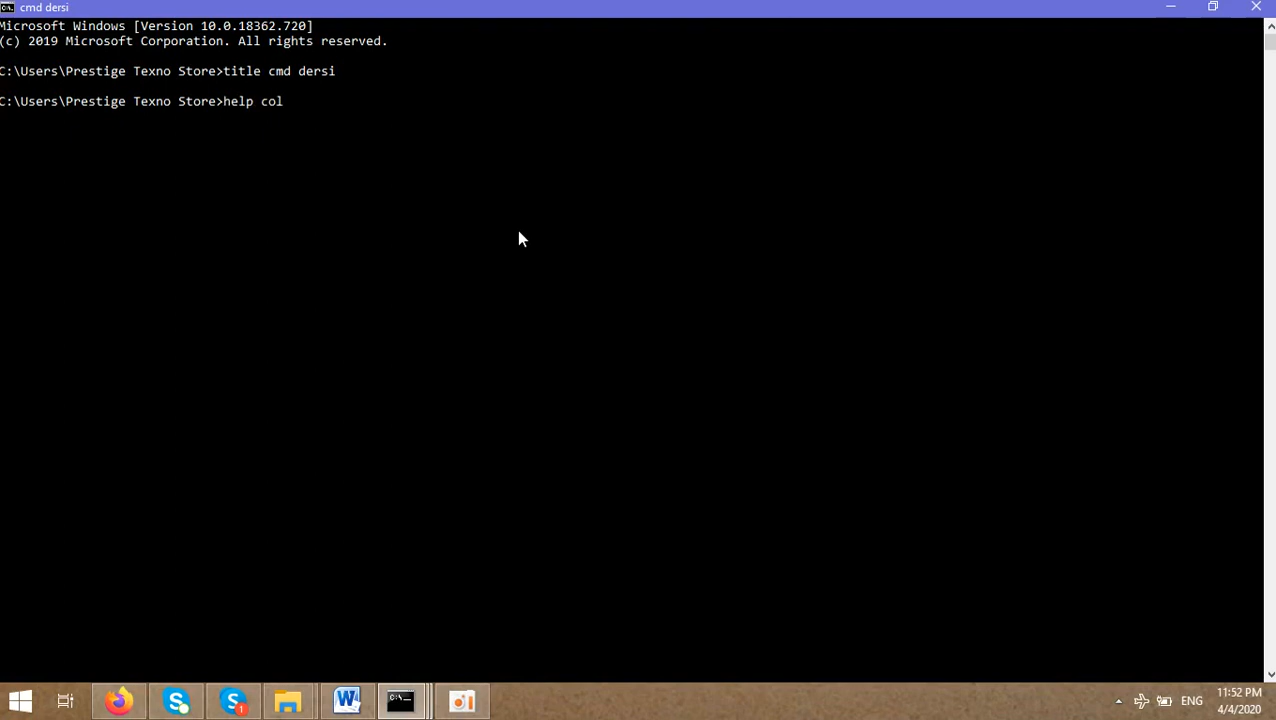 cmd dersi
Microsoft Windows [Version 10.0.18362.720]
(c) 2019 Microsoft Corporation. All rights reserved.
C:\Users\Prestige Texno Store>title cmd dersi
C:\Users\Prestige Texno Store>help col
ENG
11:52 PM
4/4/2020